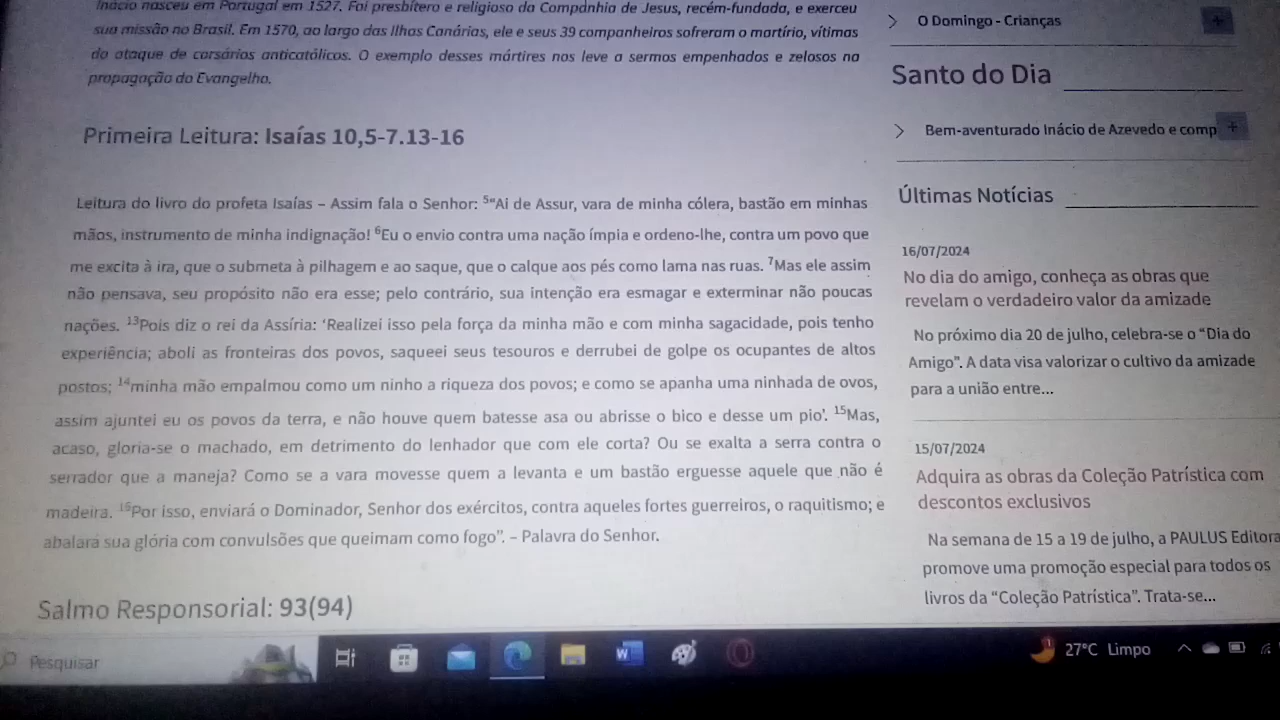 Inácio nasceu em Portugal em 1527. Foi presbítero e religioso da Companhia de Jesus, recém-fundada, e exerceu
sua missão no Brasil. Em 1570, ao largo das Ilhas Canárias, ele e seus 39 companheiros sofreram o martírio, vítimas
do ataque de corsários anticatólicos. O exemplo desses mártires nos leve a sermos empenhados e zelosos na
propagação do Evangelho.
Primeira Leitura: Isaías 10,5-7.13-16
Leitura do livro do profeta Isaías – Assim fala o Senhor: ⁵“Ai de Assur, vara de minha cólera, bastão em minhas
mãos, instrumento de minha indignação! ⁶Eu o envio contra uma nação ímpia e ordeno-lhe, contra um povo que
me excita à ira, que o submeta à pilhagem e ao saque, que o calque aos pés como lama nas ruas. ⁷Mas ele assim
não pensava, seu propósito não era esse; pelo contrário, sua intenção era esmagar e exterminar não poucas
nações. ¹³Pois diz o rei da Assíria: ‘Realizei isso pela força da minha mão e com minha sagacidade, pois tenho
experiência; aboli as fronteiras dos povos, saqueei seus tesouros e derrubei de golpe os ocupantes de altos
postos; ¹⁴minha mão empalmou como um ninho a riqueza dos povos; e como se apanha uma ninhada de ovos,
assim ajuntei eu os povos da terra, e não houve quem batesse asa ou abrisse o bico e desse um pio’. ¹⁵Mas,
acaso, gloria-se o machado, em detrimento do lenhador que com ele corta? Ou se exalta a serra contra o
serrador que a maneja? Como se a vara movesse quem a levanta e um bastão erguesse aquele que não é
madeira. ¹⁶Por isso, enviará o Dominador, Senhor dos exércitos, contra aqueles fortes guerreiros, o raquitismo; e
abalará sua glória com convulsões que queimam como fogo”. – Palavra do Senhor.
Salmo Responsorial: 93(94)
O Domingo - Crianças
Santo do Dia
Bem-aventurado Inácio de Azevedo e comp
Últimas Notícias
16/07/2024
No dia do amigo, conheça as obras que
revelam o verdadeiro valor da amizade
No próximo dia 20 de julho, celebra-se o “Dia do
Amigo”. A data visa valorizar o cultivo da amizade
para a união entre...
15/07/2024
Adquira as obras da Coleção Patrística com
descontos exclusivos
Na semana de 15 a 19 de julho, a PAULUS Editora
promove uma promoção especial para todos os
livros da “Coleção Patrística”. Trata-se...
Pesquisar
27°C Limpo